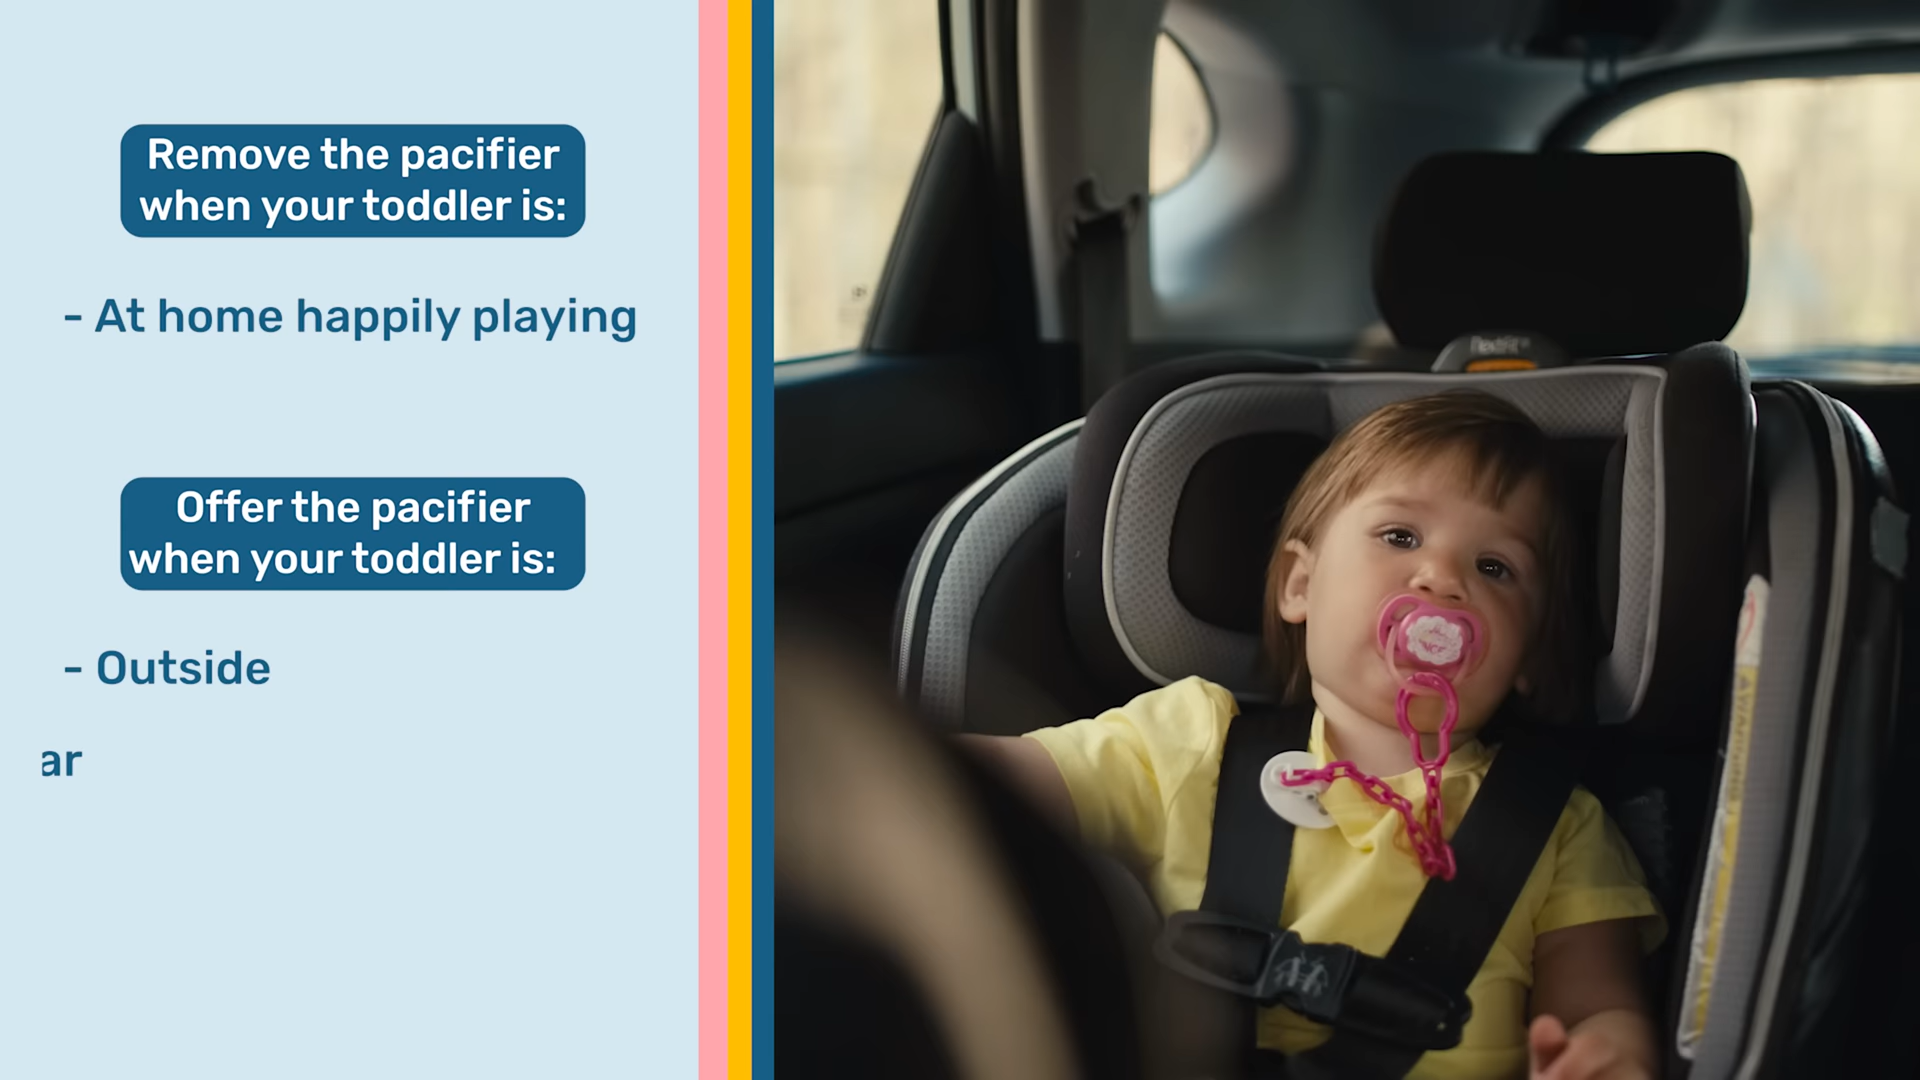 Remove the pacifier
when your toddler is:
- At home happily playing
Offer the pacifier
when your toddler is:
- Outside
ar